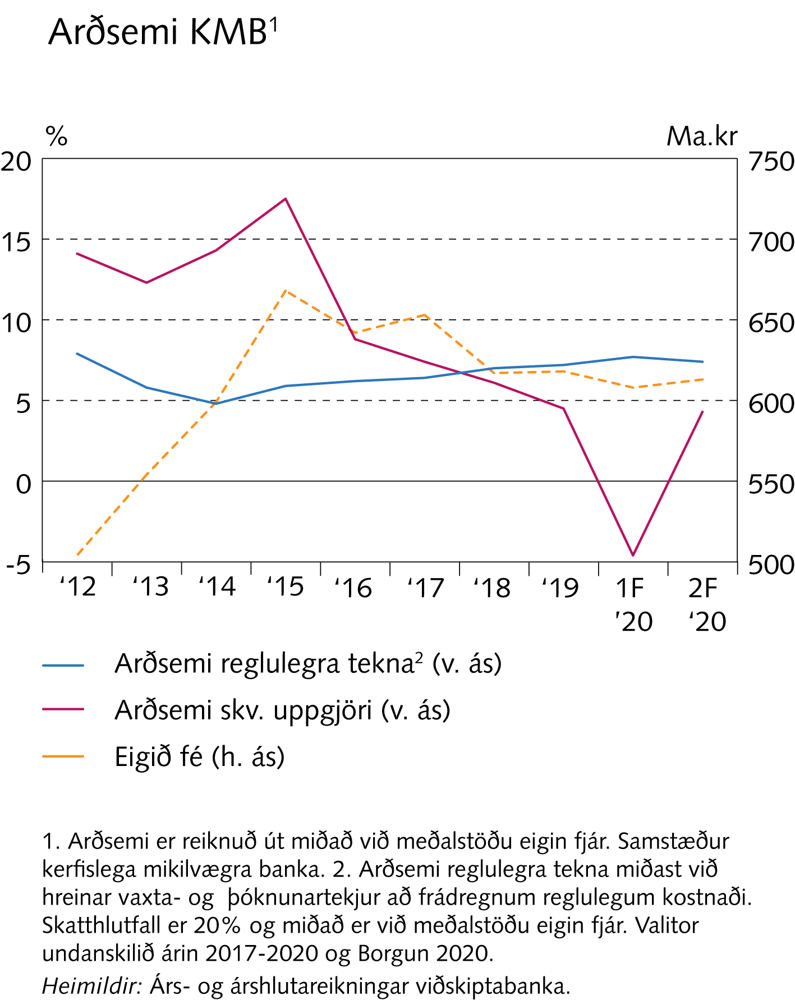 Arðsemi KMB¹
% Ma.kr
20 750
15 700
10 650
5 600
0 550
-5 500
‘12 ‘13 ‘14 ‘15 ‘16 ‘17 ‘18 ‘19 1F 2F
’20 ‘20
Arðsemi reglulegra tekna² (v. ás)
Arðsemi skv. uppgjöri (v. ás)
Eigið fé (h. ás)
1. Arðsemi er reiknuð út miðað við meðalstöðu eigin fjár. Samstæður
kerfislega mikilvægra banka. 2. Arðsemi reglulegra tekna miðast við
hreinar vaxta- og þóknunartekjur að frádregnum reglulegum kostnaði.
Skatthlutfall er 20% og miðað er við meðalstöðu eigin fjár. Valitor
undanskilið árin 2017-2020 og Borgun 2020.
Heimildir: Árs- og árshlutareikningar viðskiptabanka.